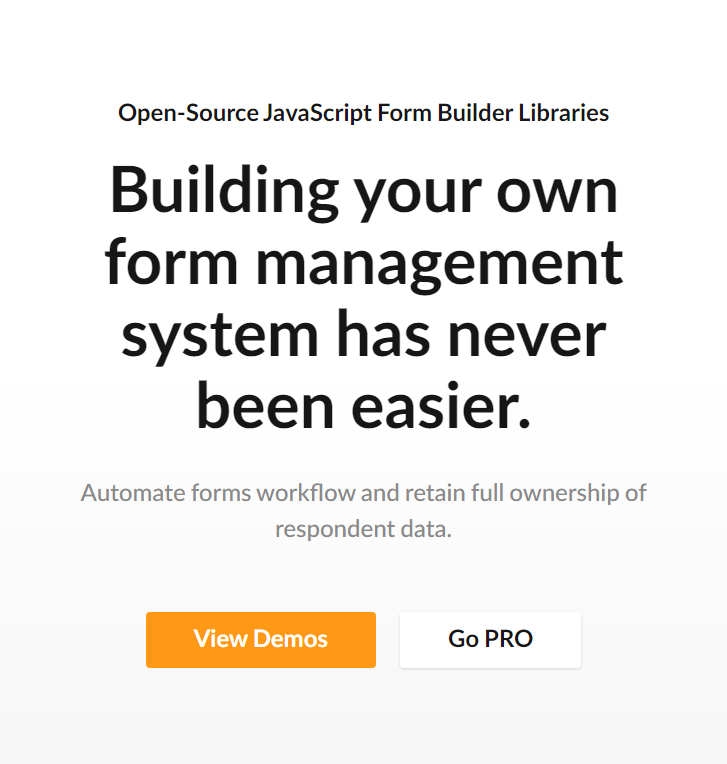 Open-Source JavaScript Form Builder Libraries
Building your own
form management
system has never
been easier.
Automate forms workflow and retain full ownership of
respondent data.
View Demos
Go PRO